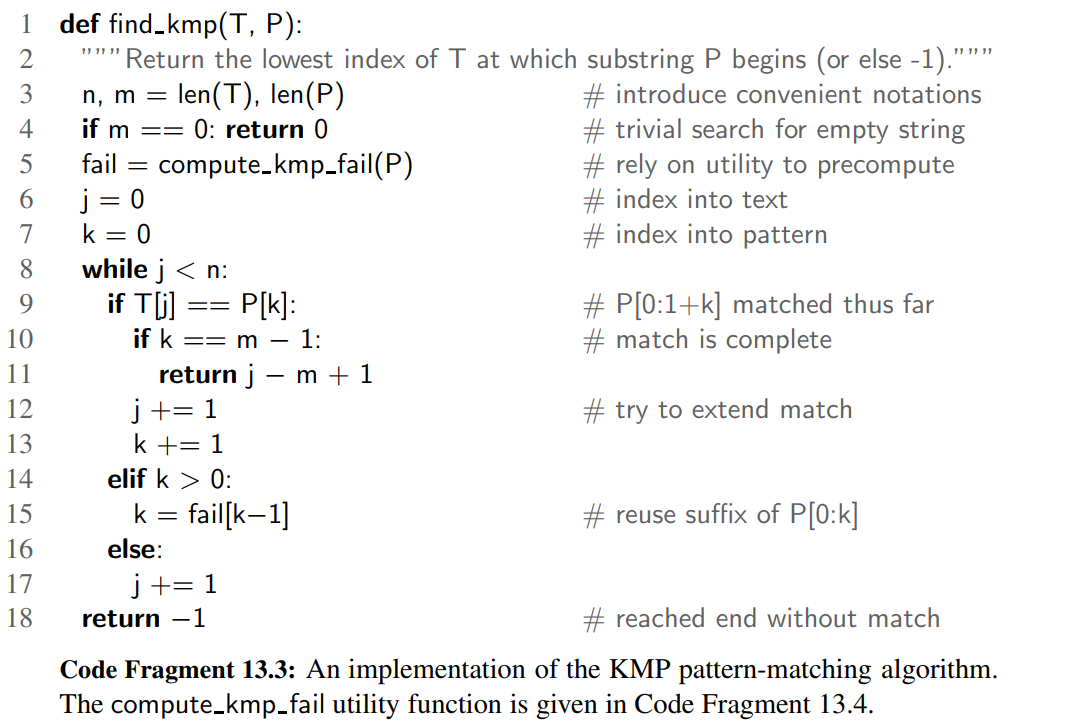 1 def find_kmp(T, P):
2 """Return the lowest index of T at which substring P begins (or else -1)."""
3 n, m = len(T), len(P) # introduce convenient notations
4 if m == 0: return 0 # trivial search for empty string
5 fail = compute_kmp_fail(P) # rely on utility to precompute
6 j = 0 # index into text
7 k = 0 # index into pattern
8 while j < n:
9 if T[j] == P[k]: # P[0:1+k] matched thus far
10 if k == m − 1: # match is complete
11 return j − m + 1
12 j += 1 # try to extend match
13 k += 1
14 elif k > 0:
15 k = fail[k−1] # reuse suffix of P[0:k]
16 else:
17 j += 1
18 return −1 # reached end without match
Code Fragment 13.3: An implementation of the KMP pattern-matching algorithm.
The compute_kmp_fail utility function is given in Code Fragment 13.4.